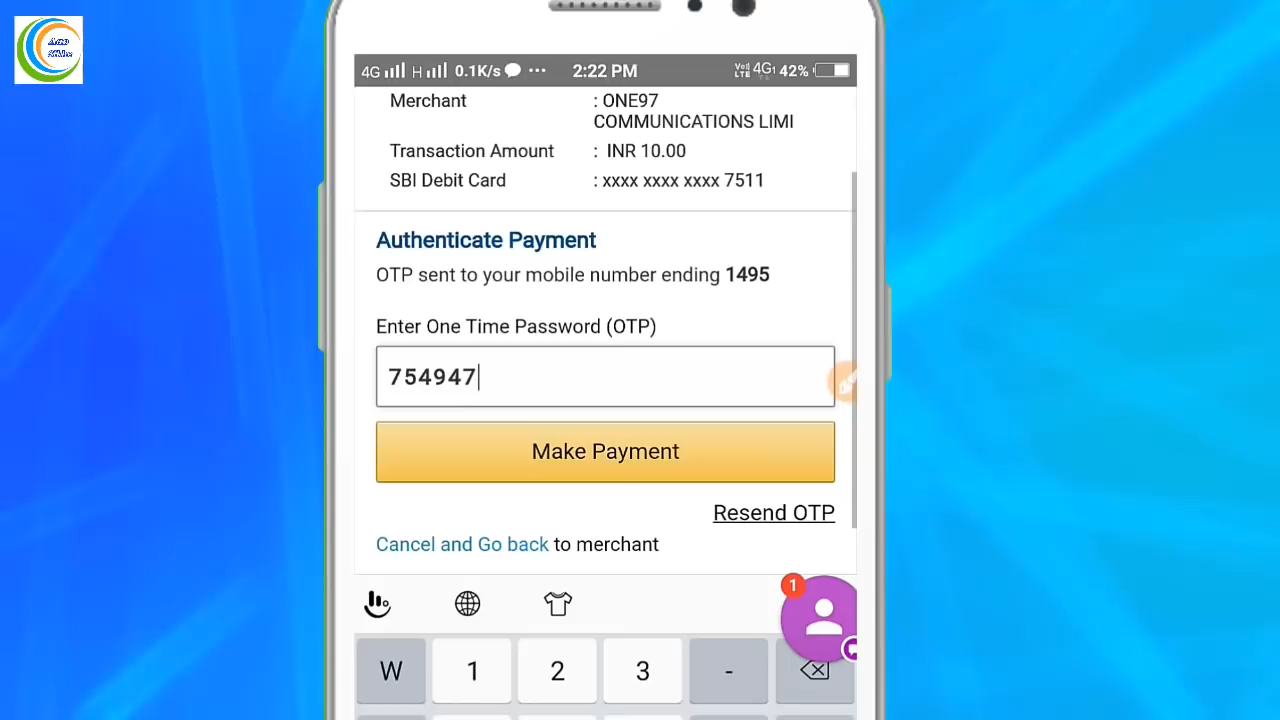 4G H 0.1K/s ... 2:22 PM VoLTE 4G1 42%
Merchant : ONE97
COMMUNICATIONS LIMI
Transaction Amount : INR 10.00
SBI Debit Card : xxxx xxxx xxxx 7511
Authenticate Payment
OTP sent to your mobile number ending 1495
Enter One Time Password (OTP)
754947
Make Payment
Resend OTP
Cancel and Go back to merchant
1
W 1 2 3 -